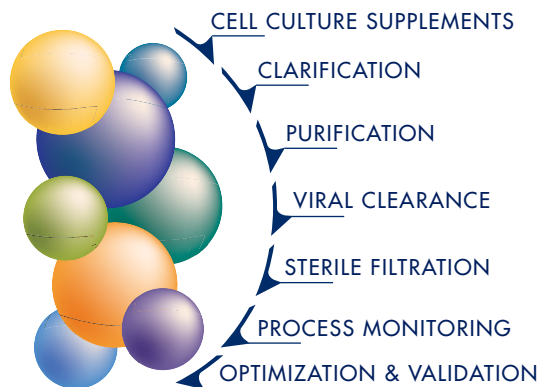 CELL CULTURE SUPPLEMENTS
CLARIFICATION
PURIFICATION
VIRAL CLEARANCE
STERILE FILTRATION
PROCESS MONITORING
OPTIMIZATION & VALIDATION